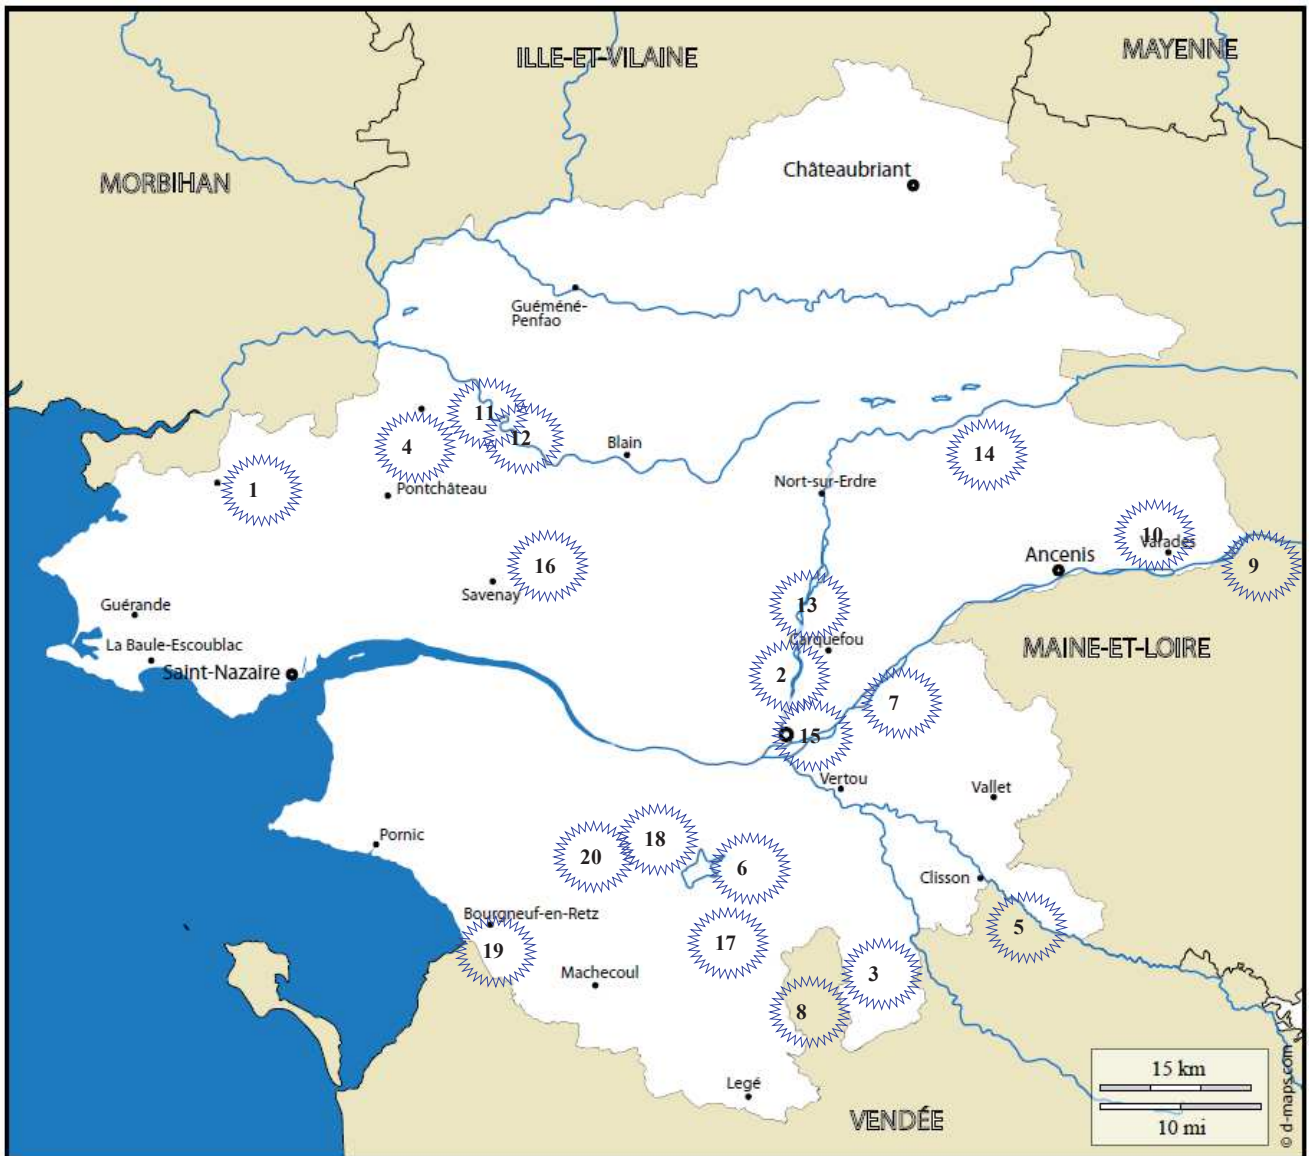 ILLE-ET-VILAINE
MAYENNE
MORBIHAN
Châteaubriant
Guéméné-
Penfao
11
12
4
Blain
14
1
Pontchâteau
Nort-sur-Erdre
10
Varades
Ancenis
9
16
Savenay
Guérande
13
Carquefou
La Baule-Escoublac
Saint-Nazaire
MAINE-ET-LOIRE
2
7
15
Vertou
Vallet
Pornic
18
20
6
Clisson
Bourgneuf-en-Retz
5
19
17
Machecoul
3
8
Legé
VENDÉE
15 km
10 mi
© d-maps.com